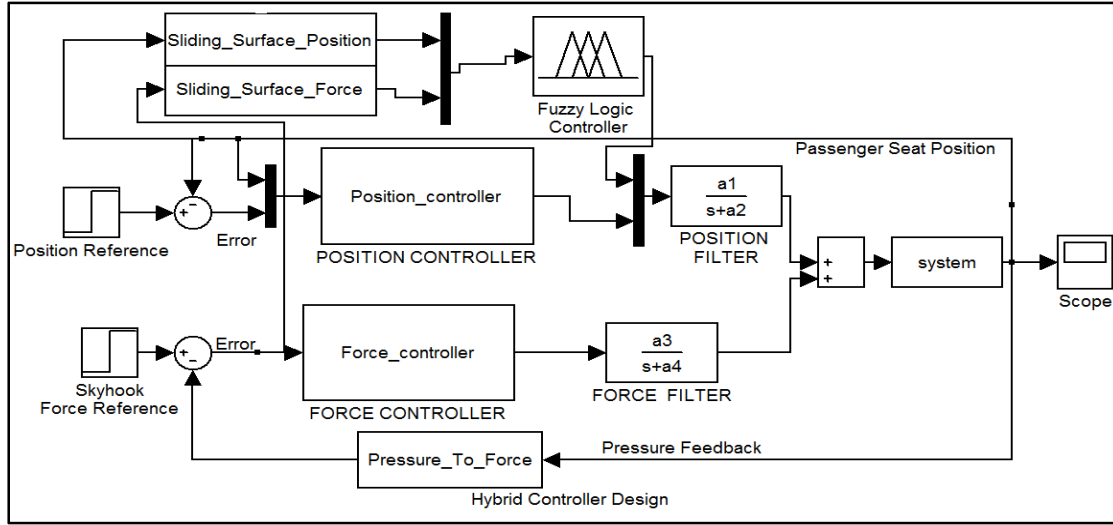 Sliding_Surface_Position
Sliding_Surface_Force
Fuzzy Logic
Controller
Passenger Seat Position
Position Reference
+
−
Error
Position_controller
POSITION CONTROLLER
a1
s+a2
POSITION
FILTER
+
+
system
Scope
Skyhook
Force Reference
+
−
Error
Force_controller
FORCE CONTROLLER
a3
s+a4
FORCE FILTER
Pressure_To_Force
Pressure Feedback
Hybrid Controller Design